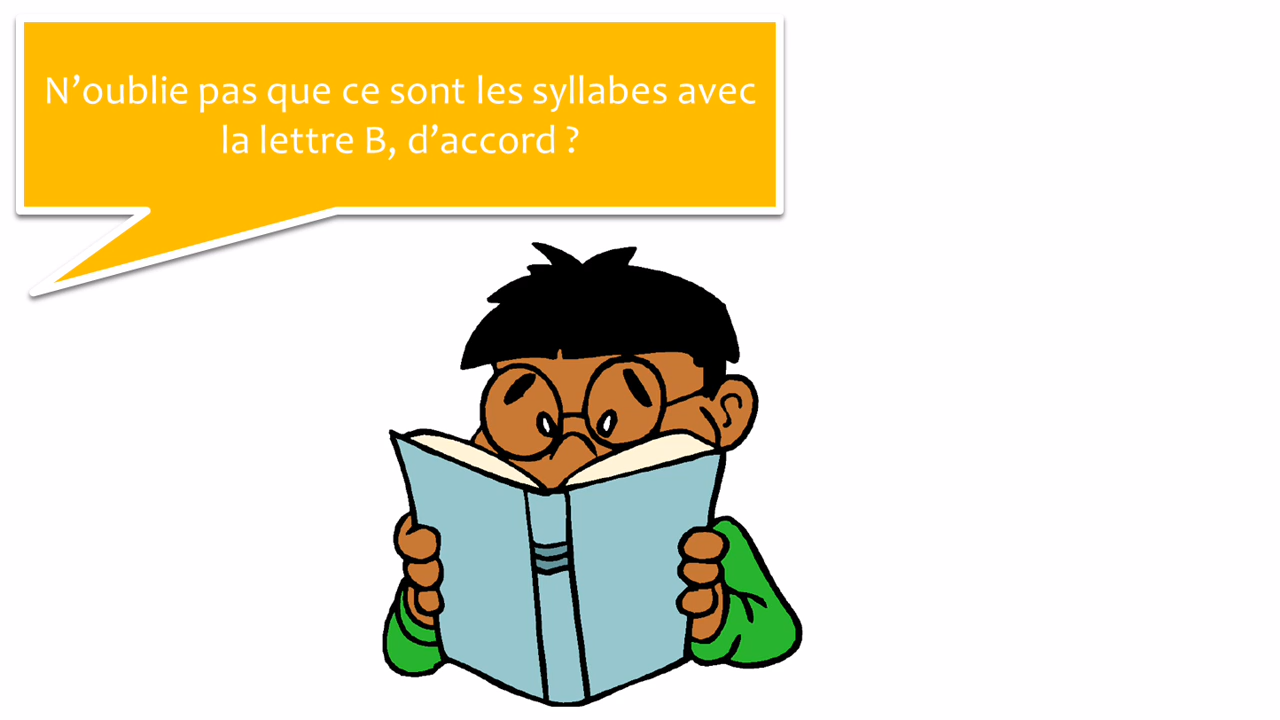 N’oublie pas que ce sont les syllabes avec
la lettre B, d’accord ?